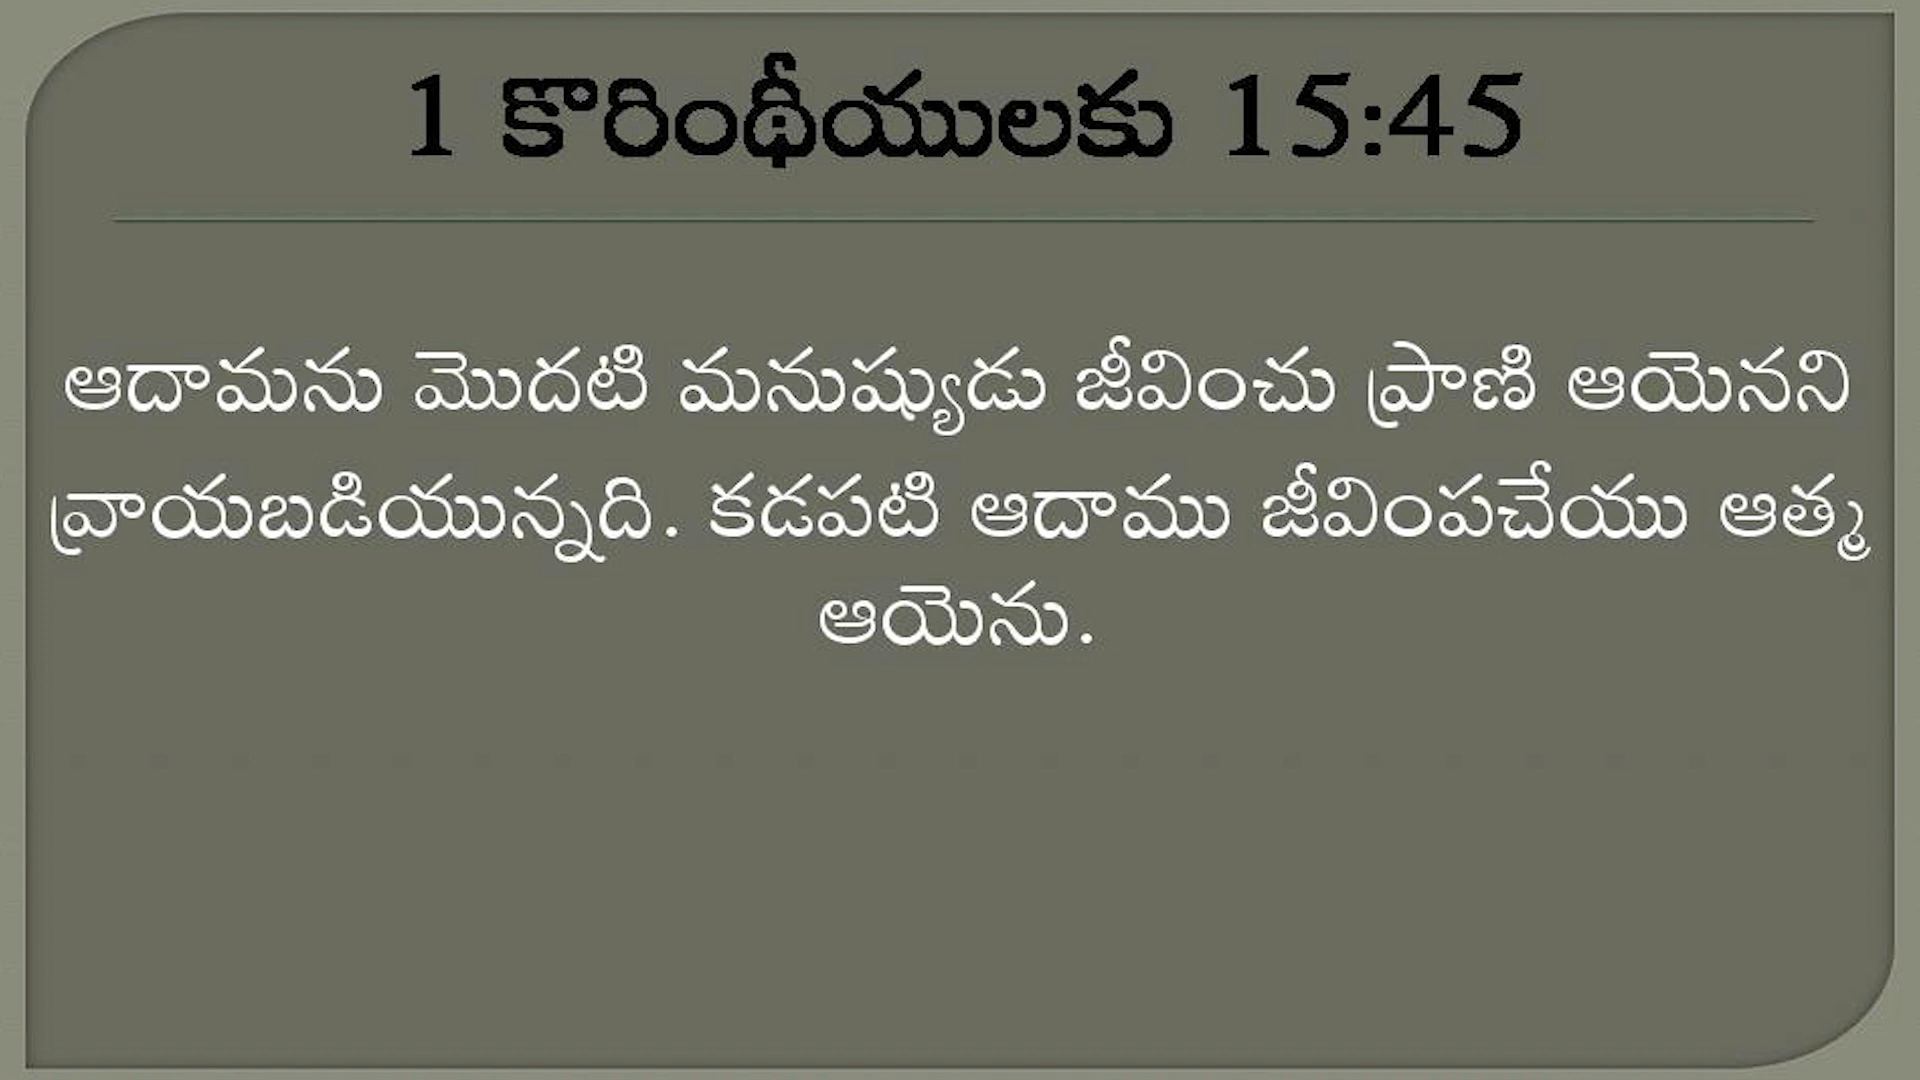 1 కొరింథీయులకు 15:45
ఆదామను మొదటి మనుష్యుడు జీవించు ప్రాణి ఆయెనని
వ్రాయబడియున్నది. కడపటి ఆదాము జీవింపచేయు ఆత్మ
ఆయెను.